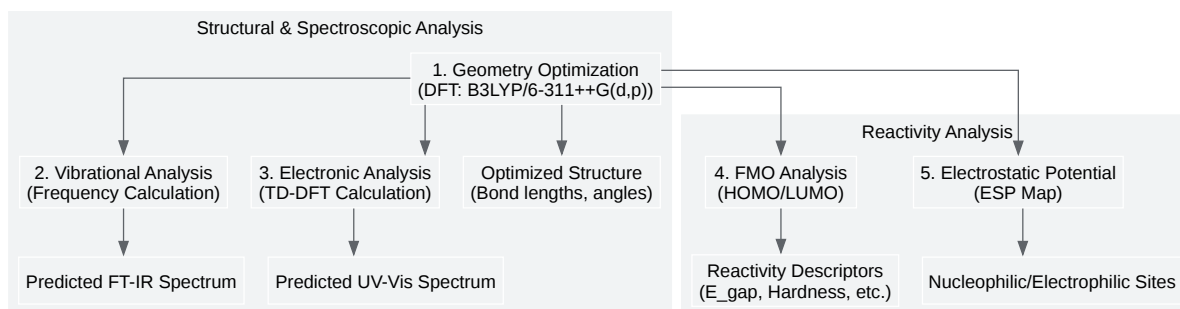 Structural & Spectroscopic Analysis
1. Geometry Optimization
(DFT: B3LYP/6-311++G(d,p))
Reactivity Analysis
2. Vibrational Analysis
(Frequency Calculation)
3. Electronic Analysis
(TD-DFT Calculation)
Optimized Structure
(Bond lengths, angles)
4. FMO Analysis
(HOMO/LUMO)
5. Electrostatic Potential
(ESP Map)
Predicted FT-IR Spectrum
Predicted UV-Vis Spectrum
Reactivity Descriptors
(E_gap, Hardness, etc.)
Nucleophilic/Electrophilic Sites